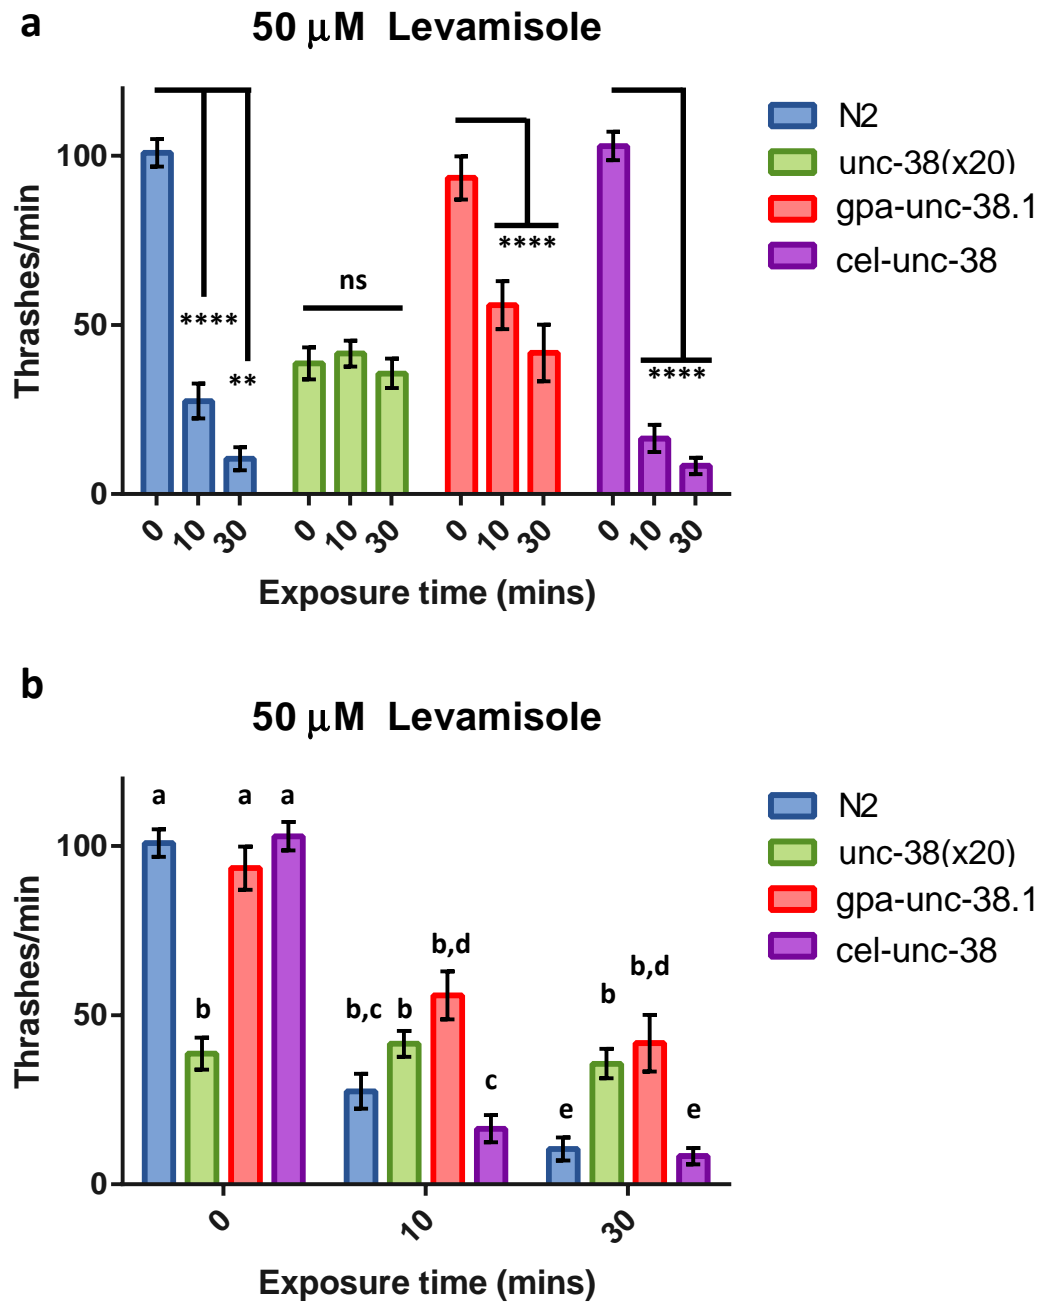 a
50 μM Levamisole
Thrashes/min
100
50
0
****
**
ns
****
****
0 10 30 0 10 30 0 10 30 0 10 30
Exposure time (mins)
N2
unc-38(x20)
gpa-unc-38.1
cel-unc-38
b
50 μM Levamisole
Thrashes/min
100
50
0
a b a a
b,c b b,d c
e b b,d e
0 10 30
Exposure time (mins)
N2
unc-38(x20)
gpa-unc-38.1
cel-unc-38